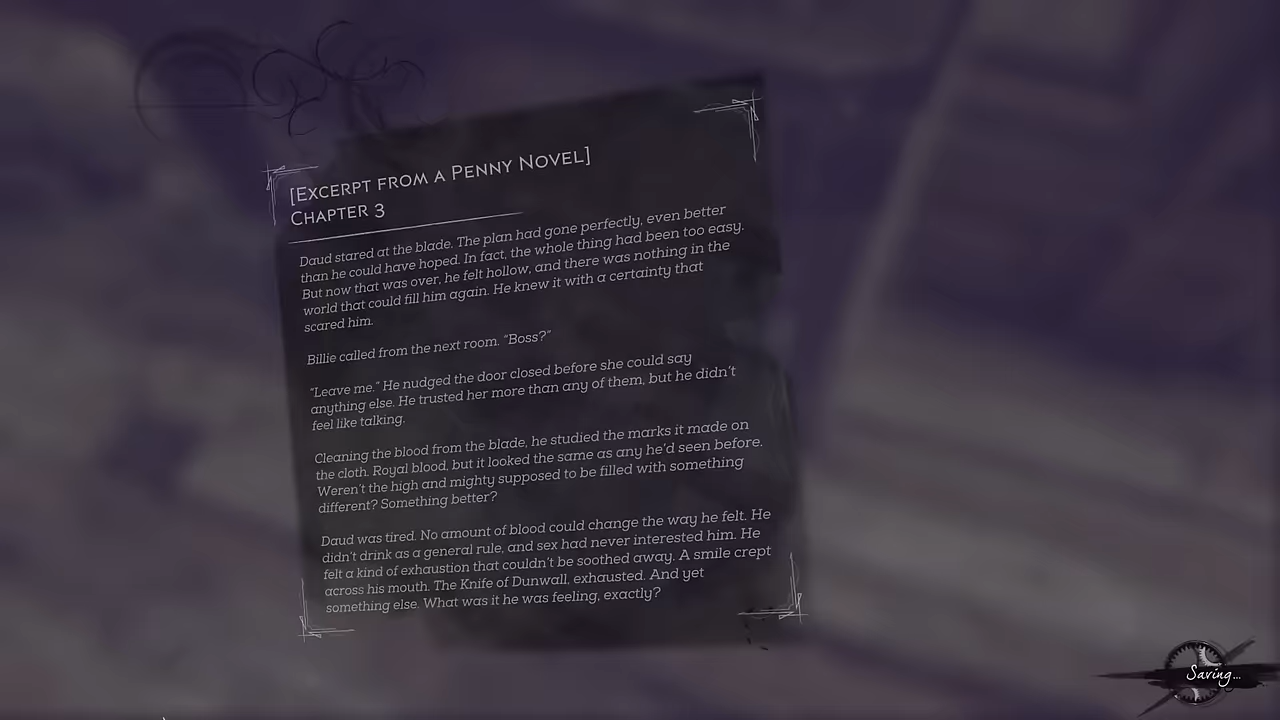 [Excerpt from a Penny Novel]
Chapter 3
Daud stared at the blade. The plan had gone perfectly, even better
than he could have hoped. In fact, the whole thing had been too easy.
But now that was over, he felt hollow, and there was nothing in the
world that could fill him again. He knew it with a certainty that
scared him.
Billie called from the next room. “Boss?”
“Leave me.” He nudged the door closed before she could say
anything else. He trusted her more than any of them, but he didn’t
feel like talking.
Cleaning the blood from the blade, he studied the marks it made on
the cloth. Royal blood, but it looked the same as any he’d seen before.
Weren’t the high and mighty supposed to be filled with something
different? Something better?
Daud was tired. No amount of blood could change the way he felt. He
didn’t drink as a general rule, and sex had never interested him. He
felt a kind of exhaustion that couldn’t be soothed away. A smile crept
across his mouth. The Knife of Dunwall, exhausted. And yet
something else. What was it he was feeling, exactly?
Saving...